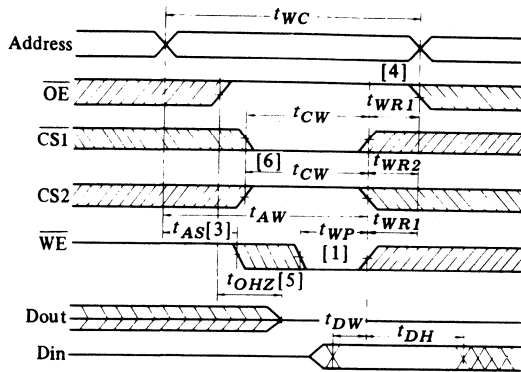 tWC
Address
[4]
OE
tCW
tWR1
CS1
[6]
tCW
tWR2
CS2
tAW
tAS[3]
tWP
tWR1
WE
[1]
tOHZ[5]
Dout
tDW
tDH
Din